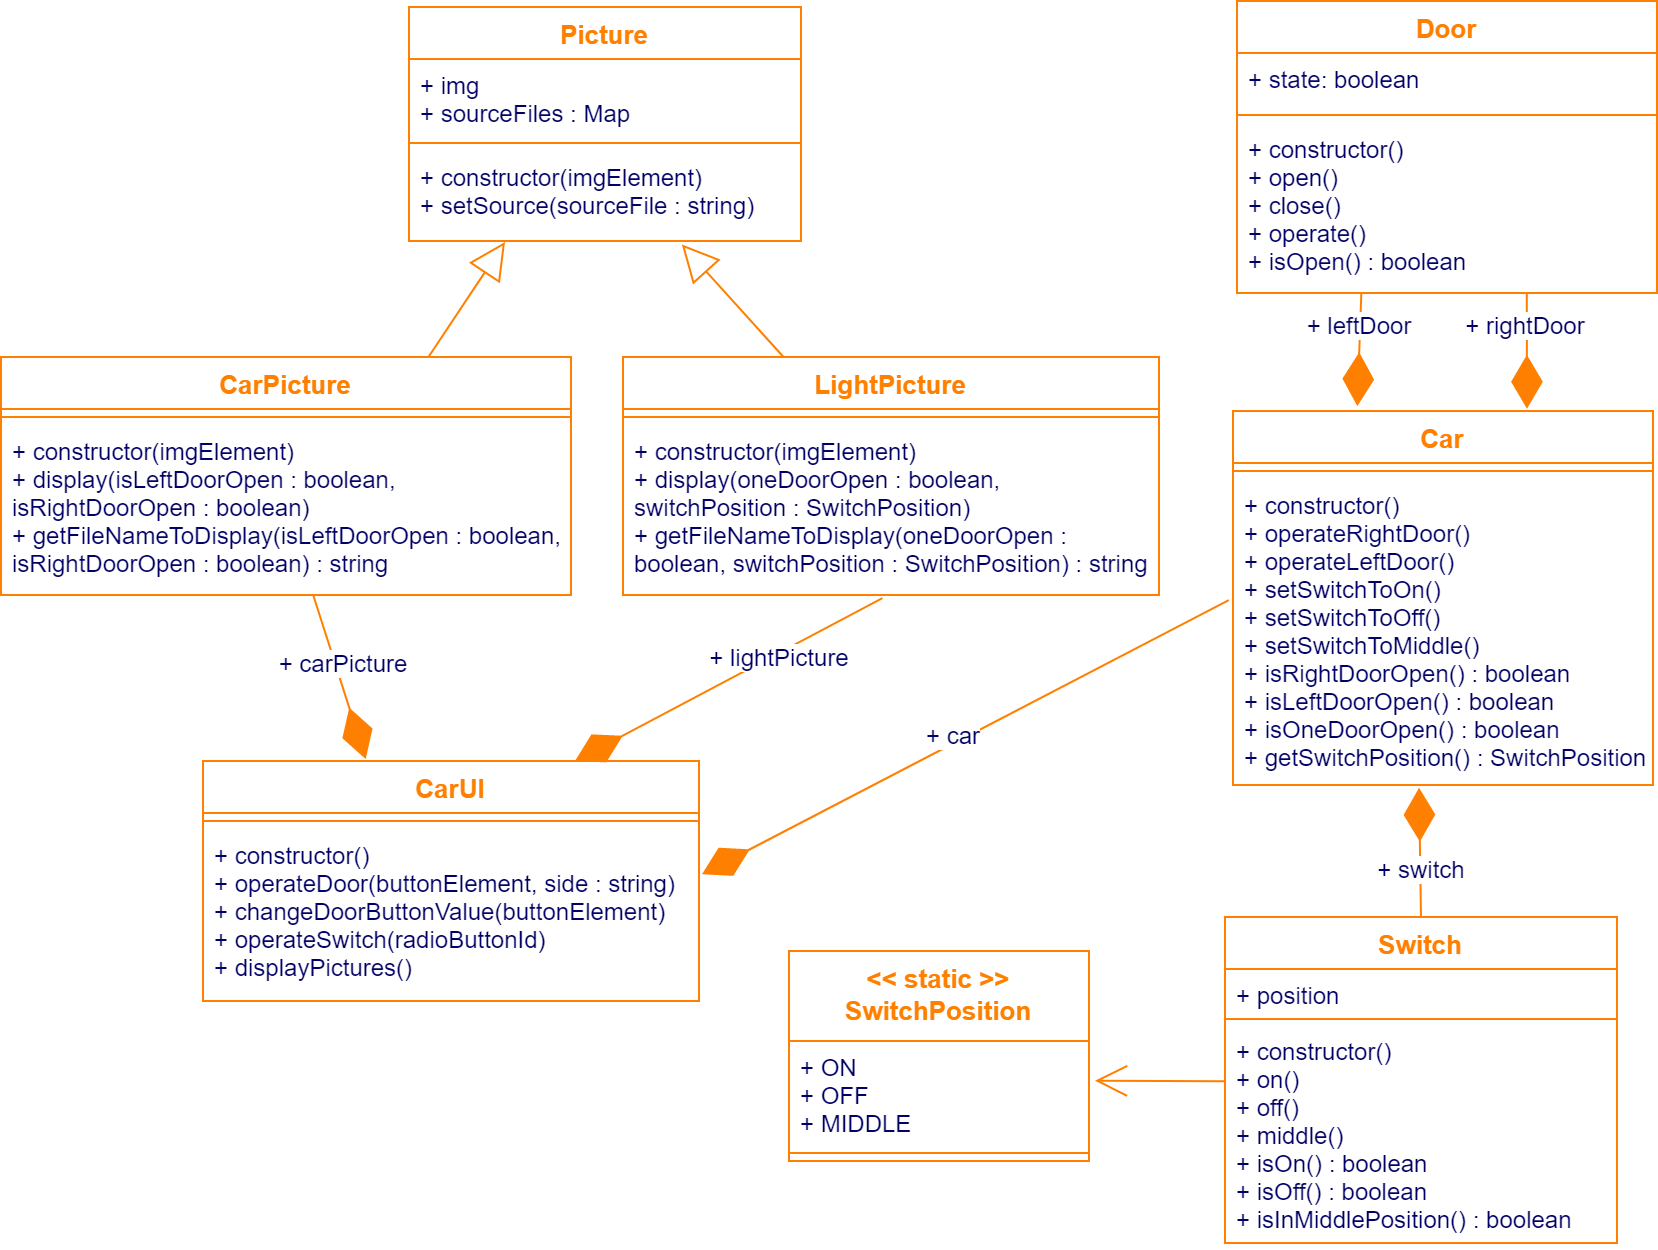 Picture
+ img
+ sourceFiles : Map
+ constructor(imgElement)
+ setSource(sourceFile : string)
Door
+ state: boolean
+ constructor()
+ open()
+ close()
+ operate()
+ isOpen() : boolean
+ leftDoor
+ rightDoor
CarPicture
+ constructor(imgElement)
+ display(isLeftDoorOpen : boolean,
isRightDoorOpen : boolean)
+ getFileNameToDisplay(isLeftDoorOpen : boolean,
isRightDoorOpen : boolean) : string
LightPicture
+ constructor(imgElement)
+ display(oneDoorOpen : boolean,
switchPosition : SwitchPosition)
+ getFileNameToDisplay(oneDoorOpen :
boolean, switchPosition : SwitchPosition) : string
Car
+ constructor()
+ operateRightDoor()
+ operateLeftDoor()
+ setSwitchToOn()
+ setSwitchToOff()
+ setSwitchToMiddle()
+ isRightDoorOpen() : boolean
+ isLeftDoorOpen() : boolean
+ isOneDoorOpen() : boolean
+ getSwitchPosition() : SwitchPosition
+ carPicture
+ lightPicture
+ car
CarUI
+ constructor()
+ operateDoor(buttonElement, side : string)
+ changeDoorButtonValue(buttonElement)
+ operateSwitch(radioButtonId)
+ displayPictures()
+ switch
<< static >>
SwitchPosition
+ ON
+ OFF
+ MIDDLE
Switch
+ position
+ constructor()
+ on()
+ off()
+ middle()
+ isOn() : boolean
+ isOff() : boolean
+ isInMiddlePosition() : boolean